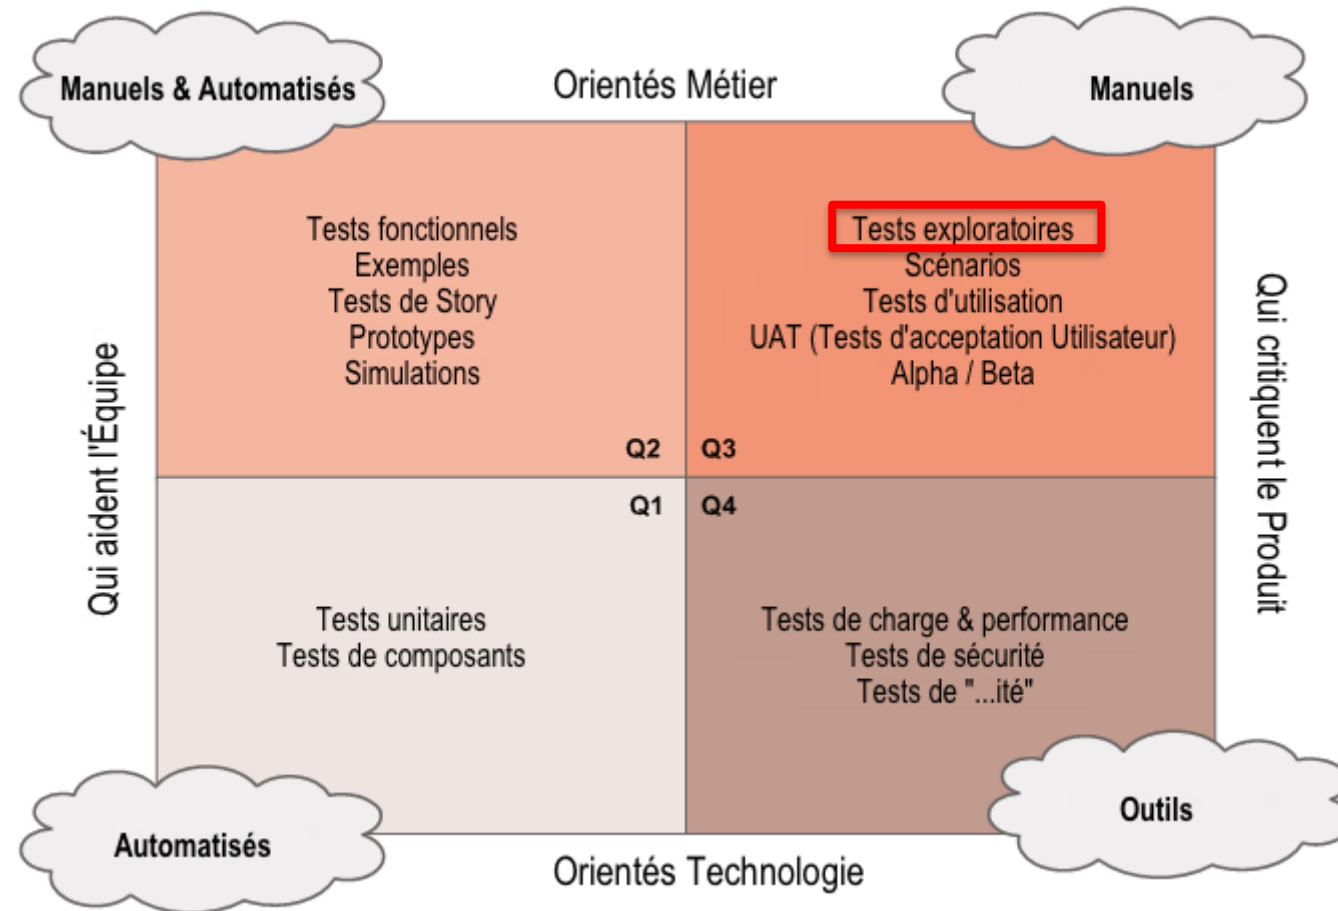 Manuels & Automatisés
Orientés Métier
Manuels
Qui aident l'Équipe
Tests fonctionnels
Exemples
Tests de Story
Prototypes
Simulations
Q2
Tests exploratoires
Scénarios
Tests d'utilisation
UAT (Tests d'acceptation Utilisateur)
Alpha / Beta
Q3
Qui critiquent le Produit
Q1
Tests unitaires
Tests de composants
Q4
Tests de charge & performance
Tests de sécurité
Tests de "...ité"
Automatisés
Orientés Technologie
Outils